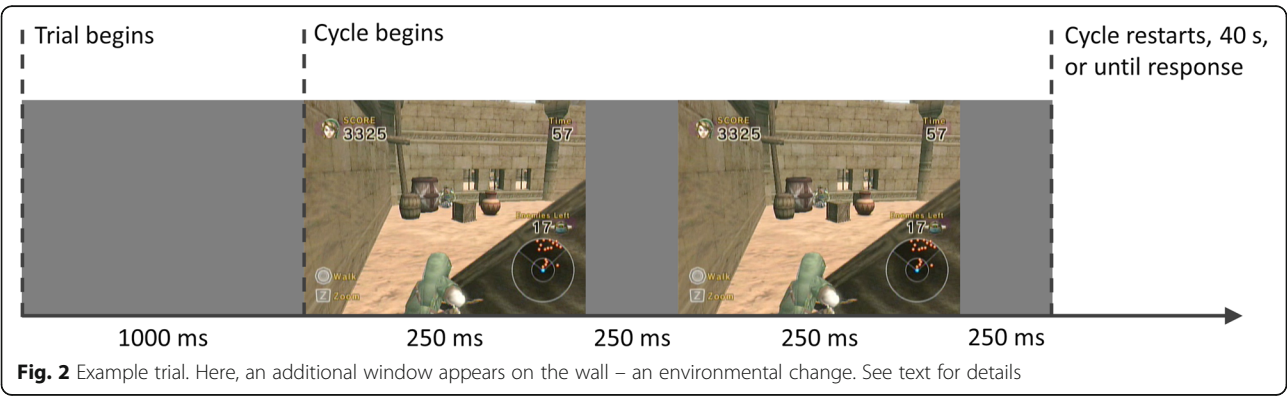 Trial begins
Cycle begins
Cycle restarts, 40 s,
or until response
SCORE
3325
Time
57
Enemies Left
17
Walk
Z Zoom
SCORE
3325
Time
57
Enemies Left
17
Walk
Z Zoom
1000 ms
250 ms
250 ms
250 ms
250 ms
Fig. 2 Example trial. Here, an additional window appears on the wall – an environmental change. See text for details